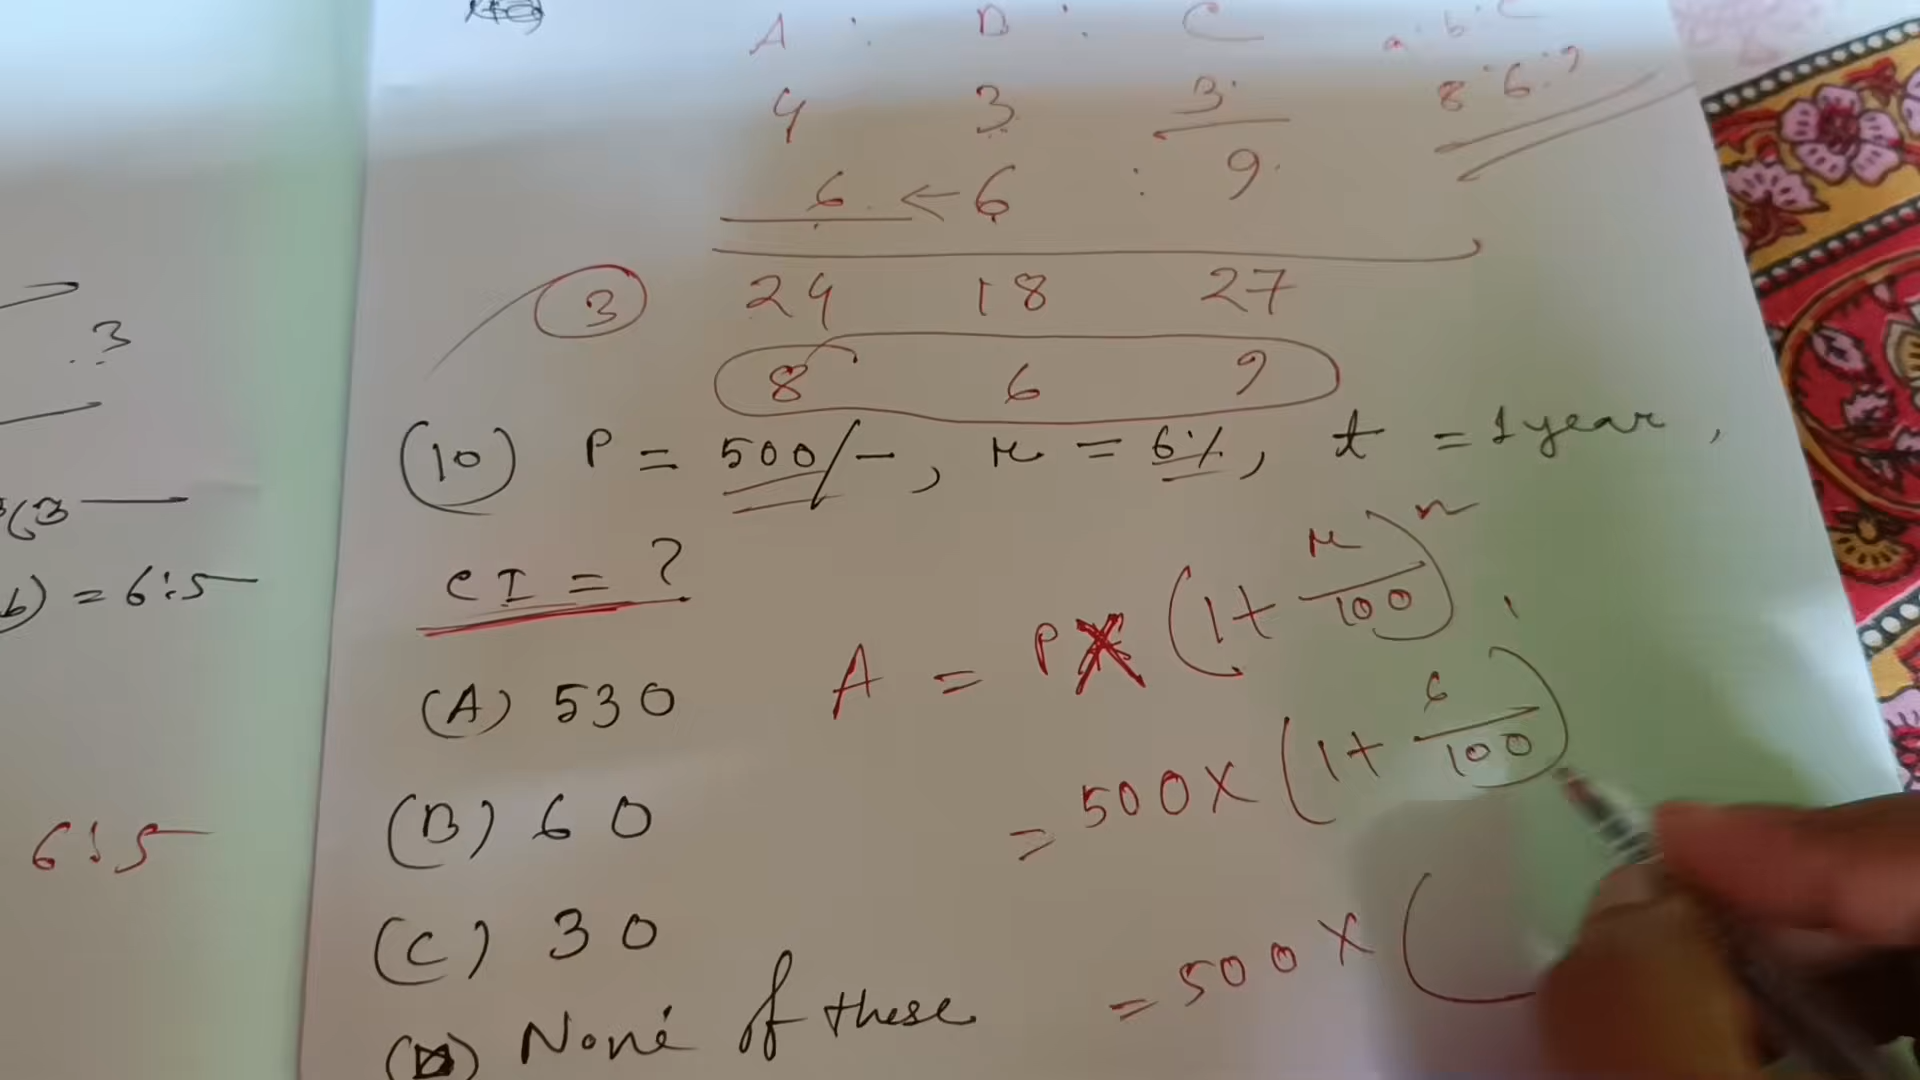 A : B : C
a : b : C
4 3 3
8 : 6 : 9
6 ← 6 : 9
3 24 18 27
8 6 9
3
(10) P = 500/-, r = 6%, t = 1 year,
CI = ?
A = P X (1 + r/100)^n
b) = 6:5
(A) 530
= 500 X (1 + 6/100)^1
(B) 60
6:5
(C) 30
= 500 X (
(D) None of these